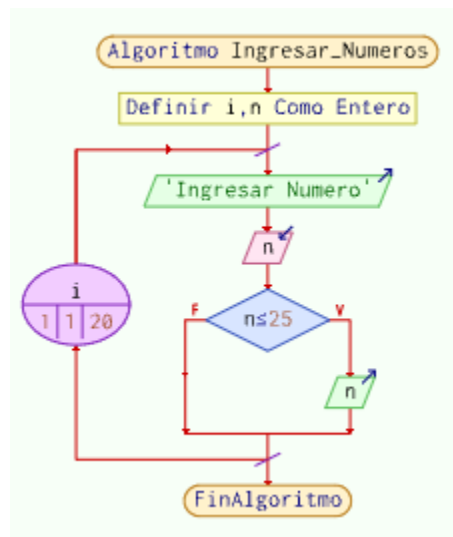 Algoritmo Ingresar_Numeros
Definir i,n Como Entero
'Ingresar Numero'
n
i
1 1 20
F
n≤25
V
n
FinAlgoritmo